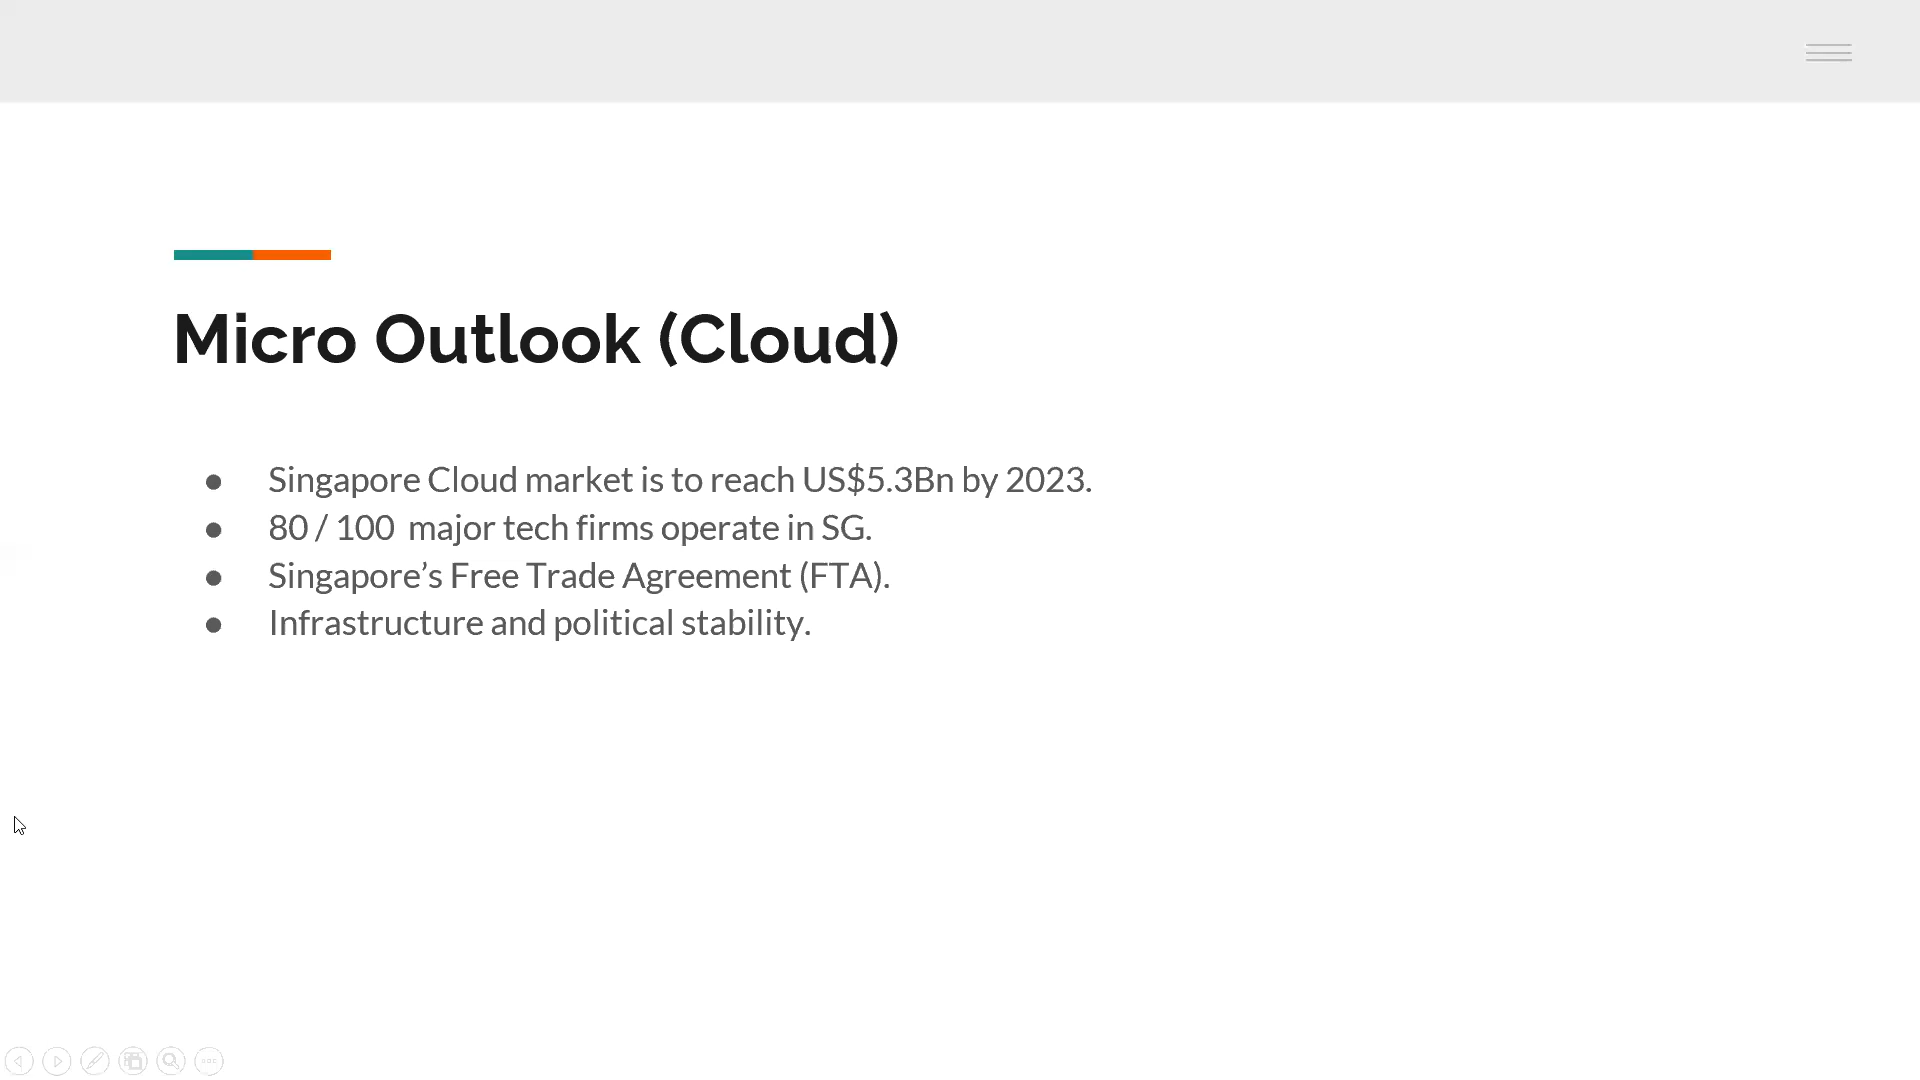 Micro Outlook (Cloud)
● Singapore Cloud market is to reach US$5.3Bn by 2023.
● 80 / 100  major tech firms operate in SG.
● Singapore’s Free Trade Agreement (FTA).
● Infrastructure and political stability.